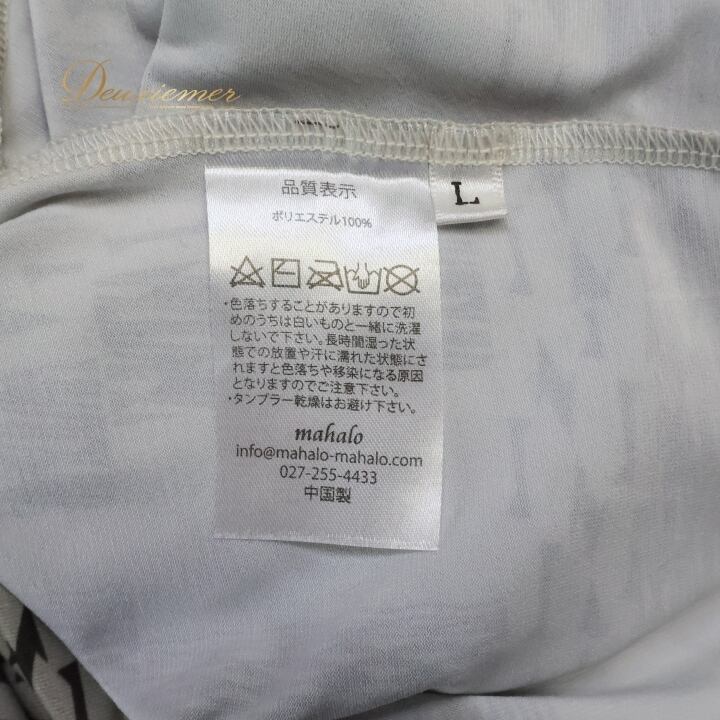 Deuxiemer
品質表示
L
ポリエステル100%
・色落ちすることがありますので初
めのうちは白いものと一緒に洗濯
しないで下さい。長時間湿った状
態での放置や汗に濡れた状態にさ
れますと色落ちや移染になる原因
となりますのでご注意下さい。
・タンブラー乾燥はお避け下さい。
mahalo
info@mahalo-mahalo.com
027-255-4433
中国製